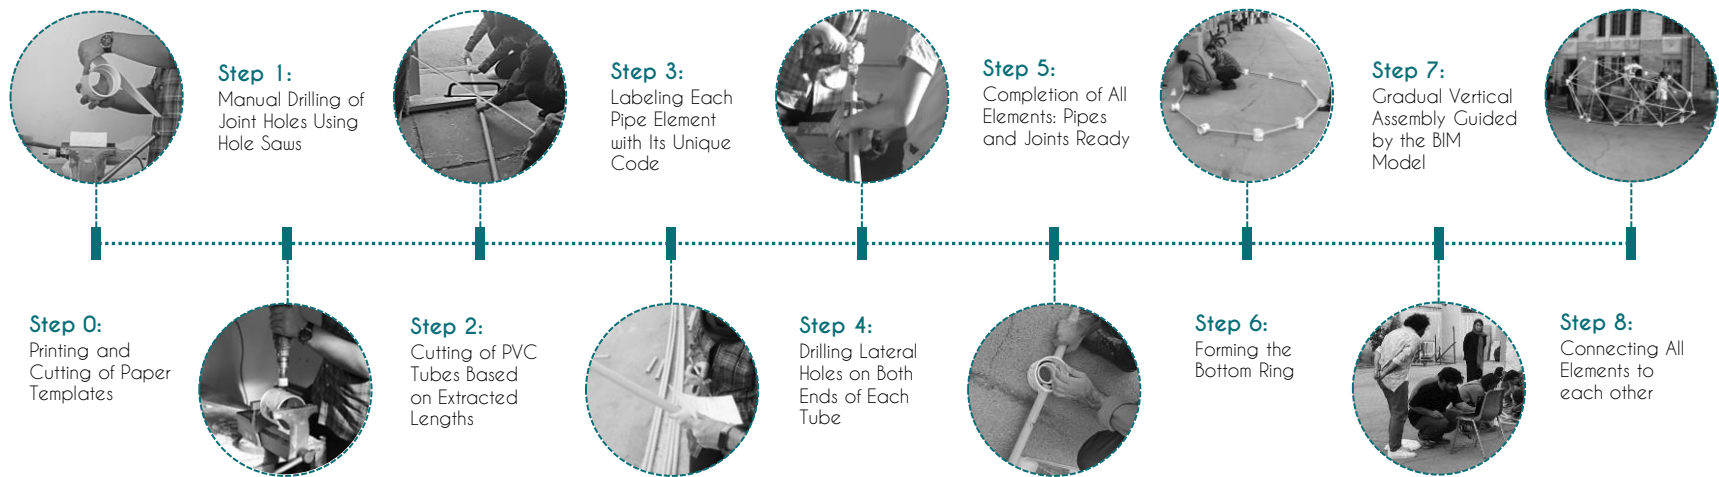 Step 0:
Printing and
Cutting of Paper
Templates
Step 1:
Manual Drilling of
Joint Holes Using
Hole Saws
Step 2:
Cutting of PVC
Tubes Based
on Extracted
Lengths
Step 3:
Labeling Each
Pipe Element
with Its Unique
Code
Step 4:
Drilling Lateral
Holes on Both
Ends of Each
Tube
Step 5:
Completion of All
Elements: Pipes
and Joints Ready
Step 6:
Forming the
Bottom Ring
Step 7:
Gradual Vertical
Assembly Guided
by the BIM
Model
Step 8:
Connecting All
Elements to
each other